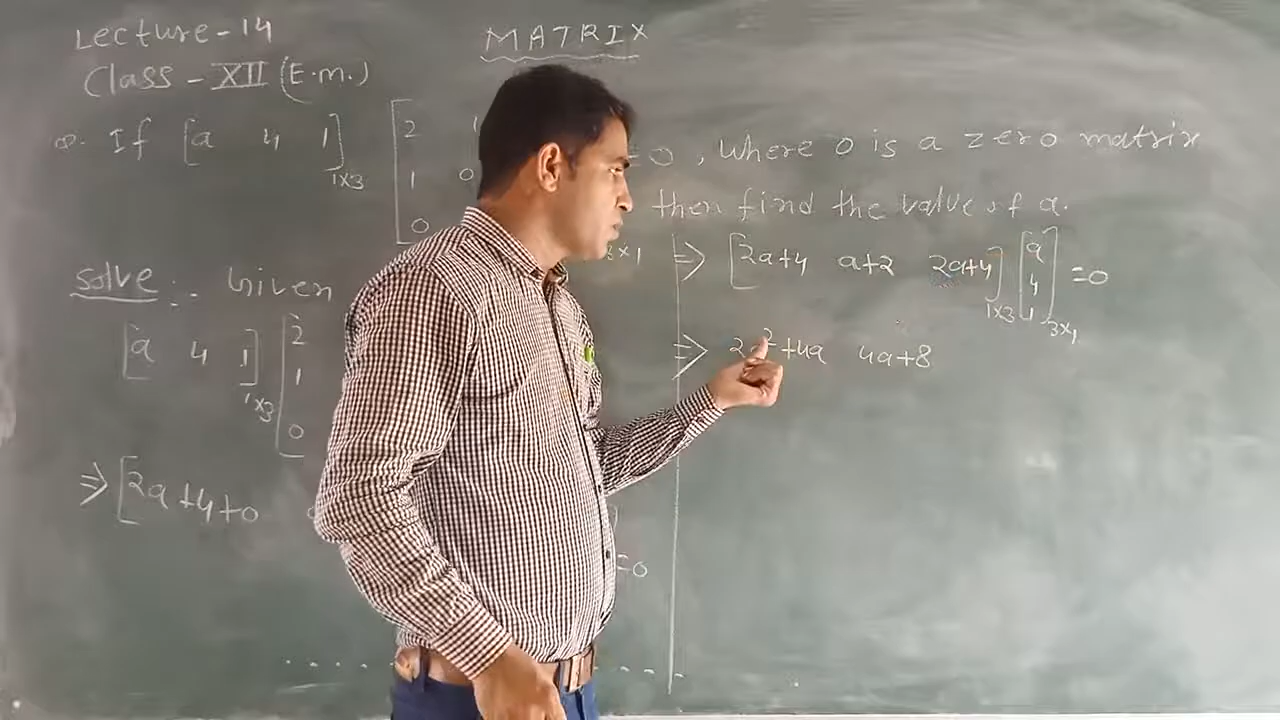 Lecture-14
MATRIX
Class - XII (E.m.)
Q. If [a 4 1]1x3 [2 1
1 0
0
=0, where 0 is a zero matrix
then find the value of a.
3x1
solve :- Given
[a 4 1]1x3 [2
1
0
⇒ [2a+4+0
=0
⇒ [2a+4 a+2 2a+4]1x3 [a
4
1]3x1 =0
⇒ 2a²+4a 4a+8